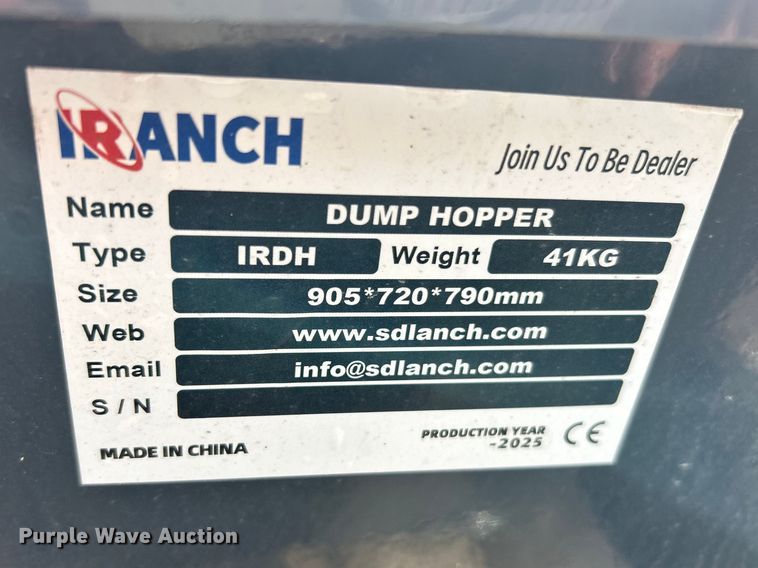 IRANCH
Join Us To Be Dealer
Name DUMP HOPPER
Type IRDH Weight 41KG
Size 905*720*790mm
Web www.sdlanch.com
Email info@sdlanch.com
S / N
MADE IN CHINA
PRODUCTION YEAR
-2025 CE
Purple Wave Auction